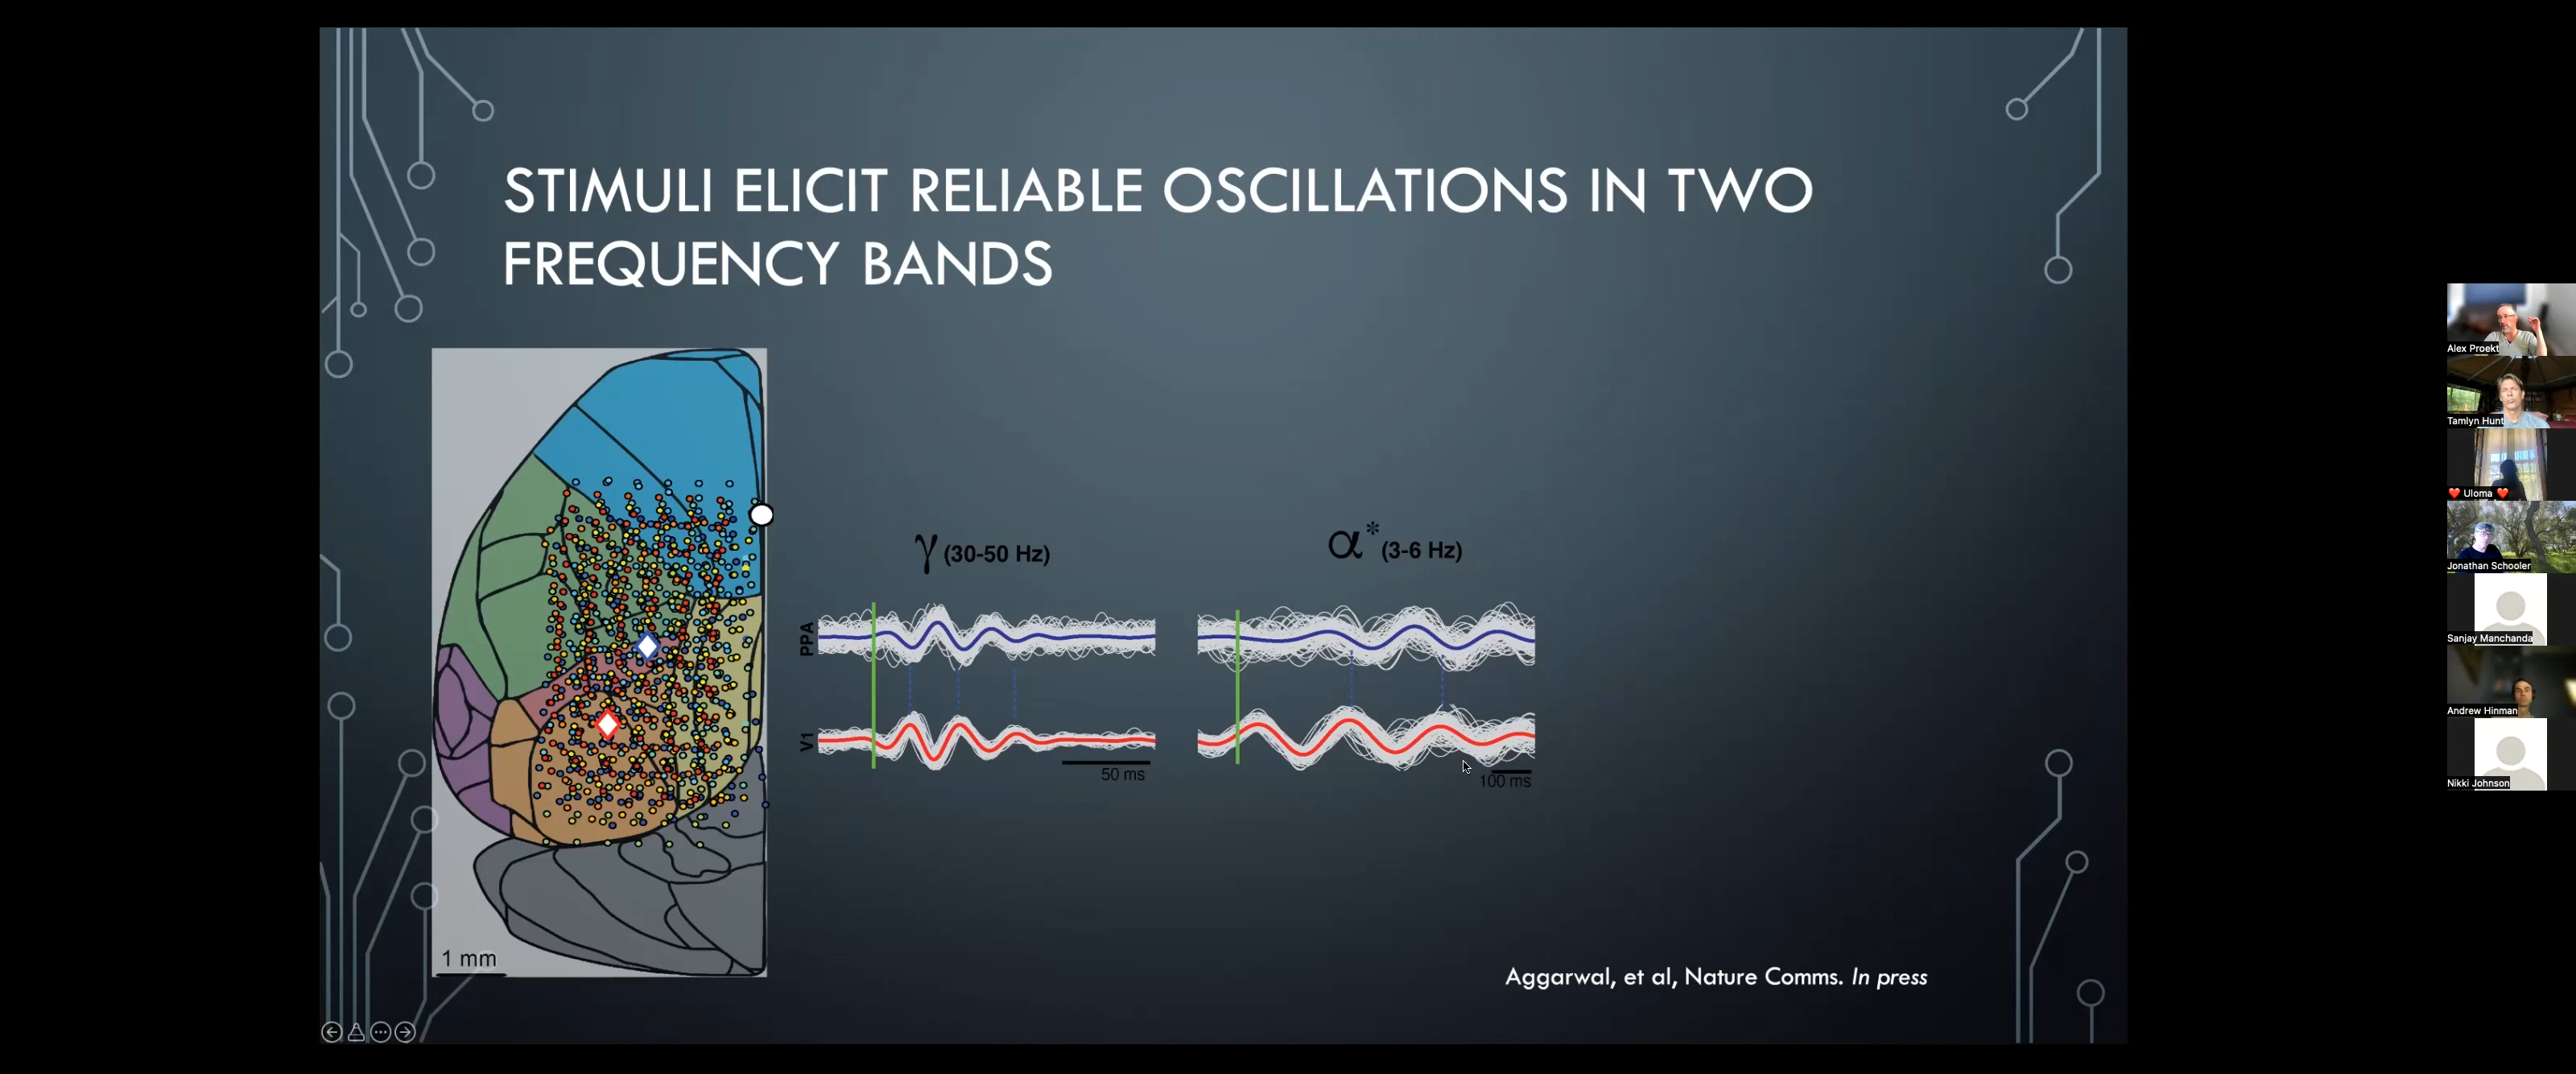 STIMULI ELICIT RELIABLE OSCILLATIONS IN TWO
FREQUENCY BANDS
γ (30-50 Hz)
α* (3-6 Hz)
PPA
V1
50 ms
100 ms
1 mm
Aggarwal, et al, Nature Comms. In press
Alex Proekt
Tamlyn Hunt
❤️ Uloma ❤️
Jonathan Schooler
Sanjay Manchanda
Andrew Hinman
Nikki Johnson